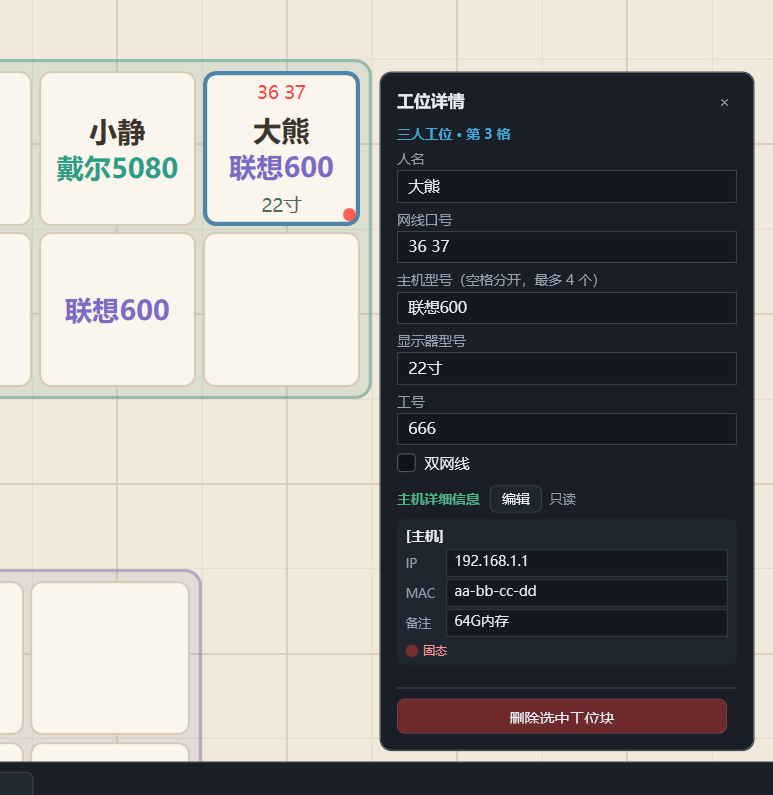 小静
戴尔5080
36 37
大熊
联想600
22寸
联想600
工位详情
×
三人工位 • 第 3 格
人名
大熊
网线口号
36 37
主机型号（空格分开，最多 4 个）
联想600
显示器型号
22寸
工号
666
双网线
主机详细信息 编辑 只读
[主机]
IP 192.168.1.1
MAC aa-bb-cc-dd
备注 64G内存
固态
删除选中工位块